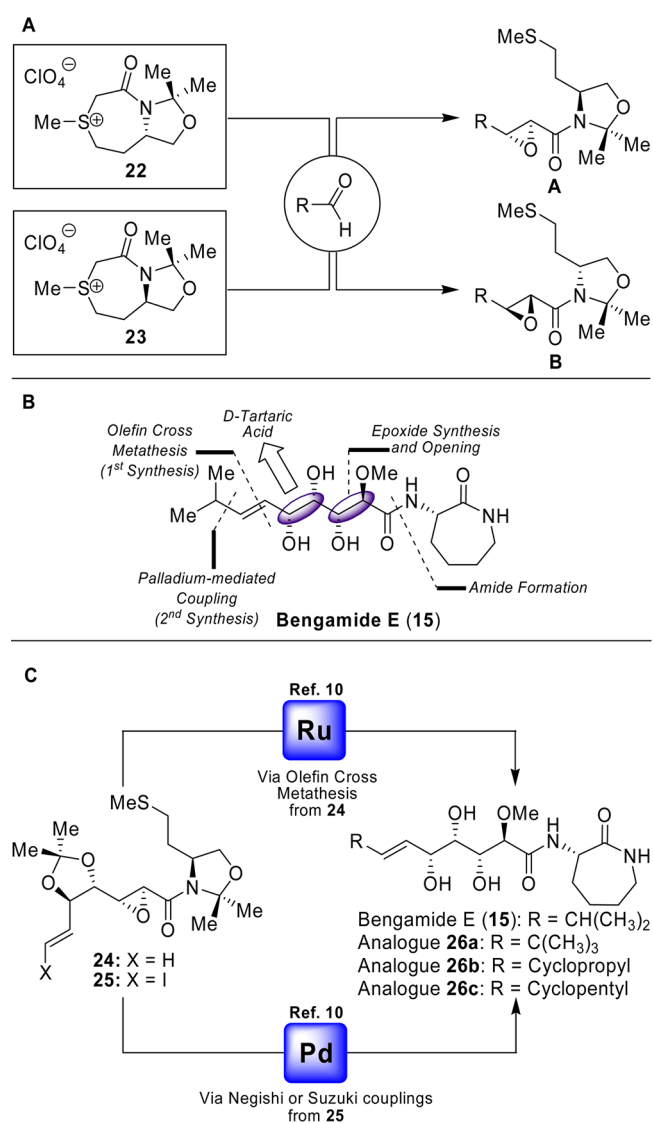 A
ClO4⊖
O
Me
Me
N
Me
S+
O
22
R
O
H
MeS
R
O
N
O
O
Me
Me
A
ClO4⊖
O
Me
Me
N
Me
S+
O
23
MeS
R
O
N
O
O
Me
Me
B
B
Olefin Cross
Metathesis
(1st Synthesis)
D-Tartaric
Acid
Epoxide Synthesis
and Opening
Me
Me
OH
OMe
H
N
O
NH
OH
OH
O
Palladium-mediated
Coupling
(2nd Synthesis)
Amide Formation
Bengamide E (15)
C
Ref. 10
Ru
Via Olefin Cross
Metathesis
from 24
MeS
Me
Me
O
O
O
N
O
O
Me
Me
X
24: X = H
25: X = I
R
OH
OMe
H
N
O
NH
OH
OH
O
Bengamide E (15): R = CH(CH3)2
Analogue 26a: R = C(CH3)3
Analogue 26b: R = Cyclopropyl
Analogue 26c: R = Cyclopentyl
Ref. 10
Pd
Via Negishi or Suzuki couplings
from 25